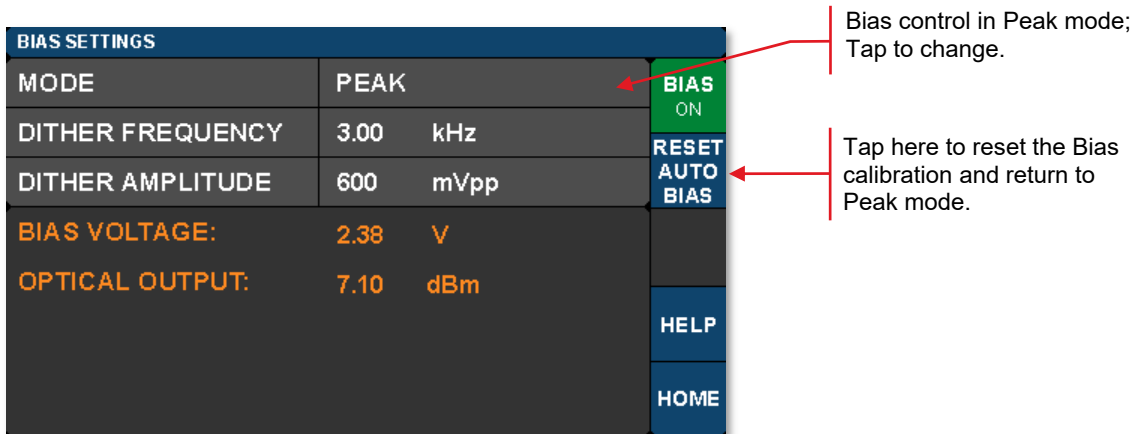 BIAS SETTINGS
MODE PEAK
DITHER FREQUENCY 3.00 kHz
DITHER AMPLITUDE 600 mVpp
BIAS VOLTAGE: 2.38 V
OPTICAL OUTPUT: 7.10 dBm
BIAS
ON
RESET
AUTO
BIAS
HELP
HOME
Bias control in Peak mode;
Tap to change.
Tap here to reset the Bias
calibration and return to
Peak mode.